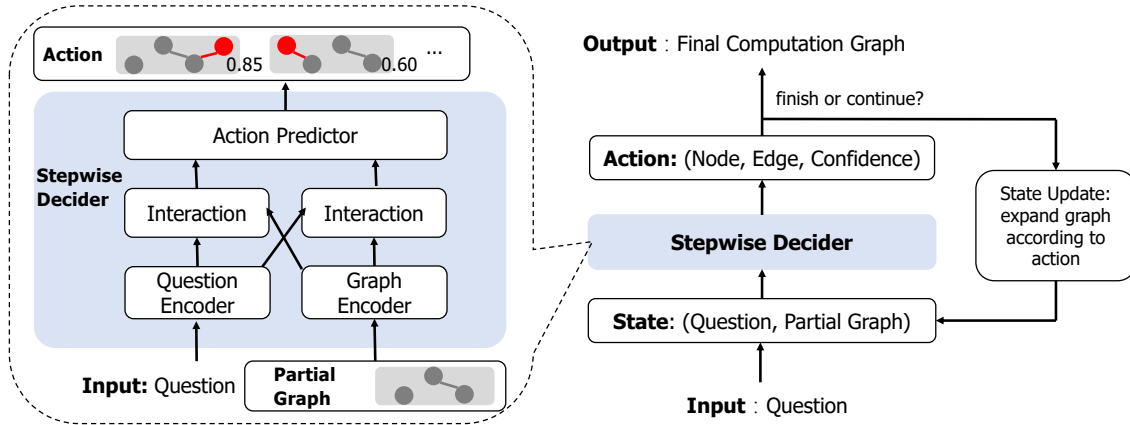 Action
0.85
0.60
...
Action Predictor
Stepwise
Decider
Interaction
Interaction
Question
Encoder
Graph
Encoder
Input: Question
Partial
Graph
Output : Final Computation Graph
finish or continue?
Action: (Node, Edge, Confidence)
State Update:
expand graph
according to
action
Stepwise Decider
State: (Question, Partial Graph)
Input : Question